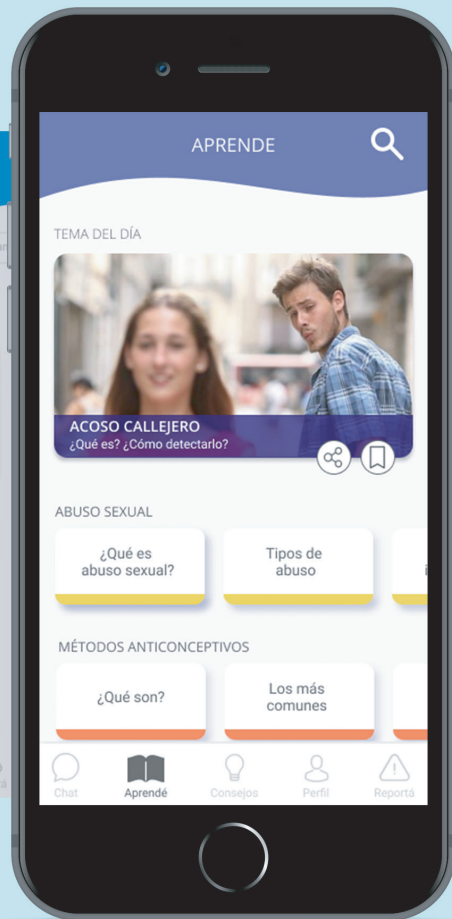 APRENDE
TEMA DEL DÍA
ACOSO CALLEJERO
¿Qué es? ¿Cómo detectarlo?
ABUSO SEXUAL
¿Qué es
abuso sexual?
Tipos de
abuso
MÉTODOS ANTICONCEPTIVOS
¿Qué son?
Los más
comunes
Chat
Aprendé
Consejos
Perfil
Reportá